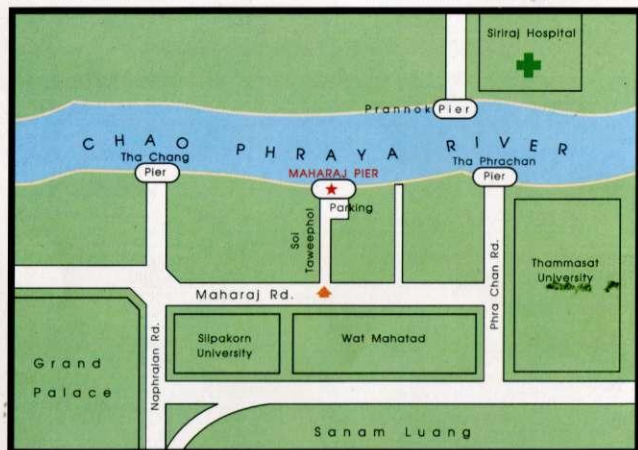 Siriraj Hospital
Prannok Pier
CHAO PHRAYA RIVER
Tha Chang
Pier
MAHARAJ PIER
Tha Phrachan
Pier
Parking
Soi
Taweephol
Maharaj Rd.
Phra Chan Rd.
Thammasat
University
Naphralan Rd.
Silpakorn
University
Wat Mahatad
Grand
Palace
Sanam Luang